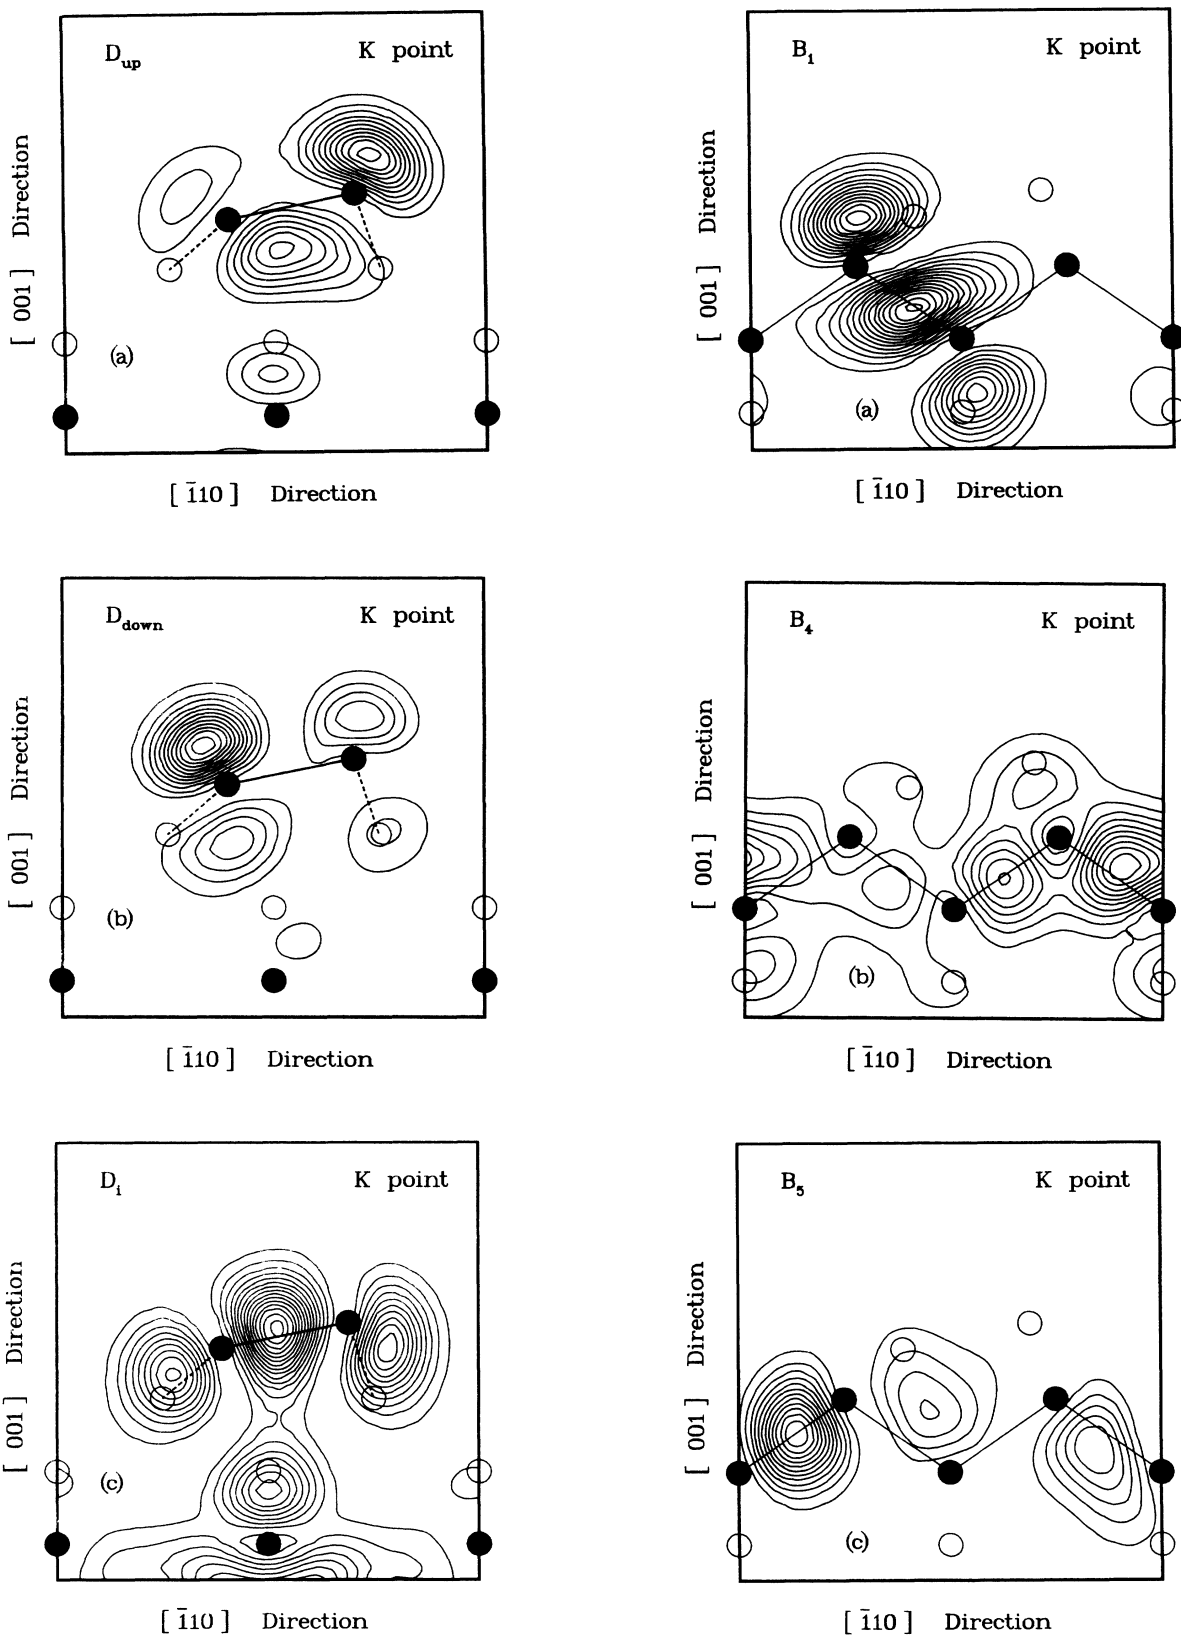 D_up K point
[ 001 ] Direction
(a)
[ 1̄10 ] Direction
D_down K point
[ 001 ] Direction
(b)
[ 1̄10 ] Direction
D_i K point
[ 001 ] Direction
(c)
[ 1̄10 ] Direction
B_1 K point
[ 001 ] Direction
(a)
[ 1̄10 ] Direction
B_4 K point
[ 001 ] Direction
(b)
[ 1̄10 ] Direction
B_5 K point
[ 001 ] Direction
(c)
[ 1̄10 ] Direction